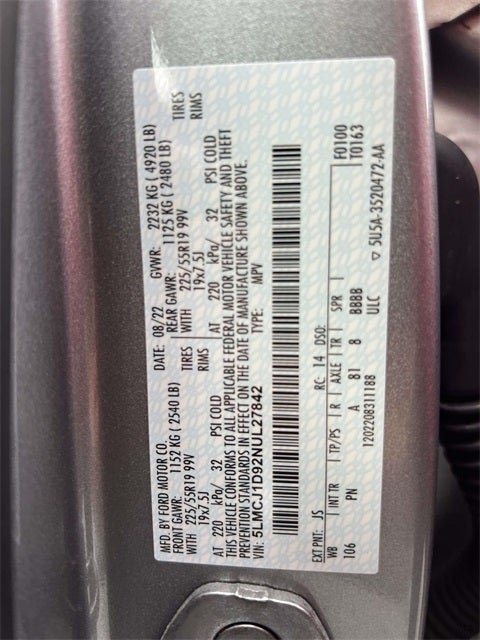 MFD. BY FORD MOTOR CO.
DATE: 08/22 GVWR: 2232 KG ( 4920 LB)
FRONT GAWR: 1152 KG ( 2540 LB) REAR GAWR: 1125 KG ( 2480 LB)
WITH 225/55R19 99V TIRES WITH 225/55R19 99V TIRES
19x7.5J RIMS 19x7.5J RIMS
AT 220 kPa/ 32 PSI COLD AT 220 kPa/ 32 PSI COLD
THIS VEHICLE CONFORMS TO ALL APPLICABLE FEDERAL MOTOR VEHICLE SAFETY AND THEFT
PREVENTION STANDARDS IN EFFECT ON THE DATE OF MANUFACTURE SHOWN ABOVE.
VIN: 5LMCJ1D92NUL27842 TYPE: MPV
F0100
T0163
EXT PNT: JS RC: 14 DSO:
WB INT TR TP/PS R AXLE TR SPR
106 PN A 81 8 BBBB
1202208311188 ULC
▽ 5U5A-3520472-AA